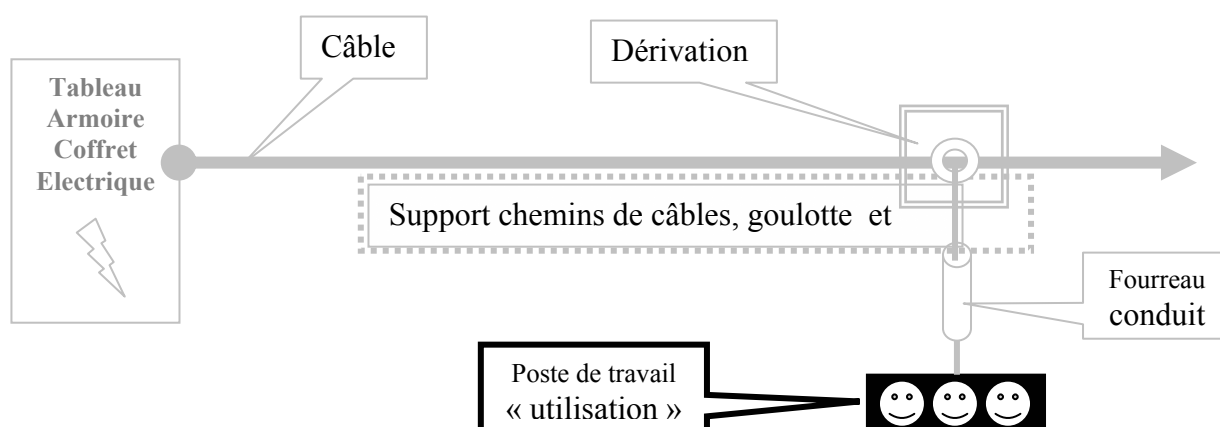 Câble
Dérivation
Tableau
Armoire
Coffret
Electrique
Support chemins de câbles, goulotte et
Fourreau
conduit
Poste de travail
« utilisation »